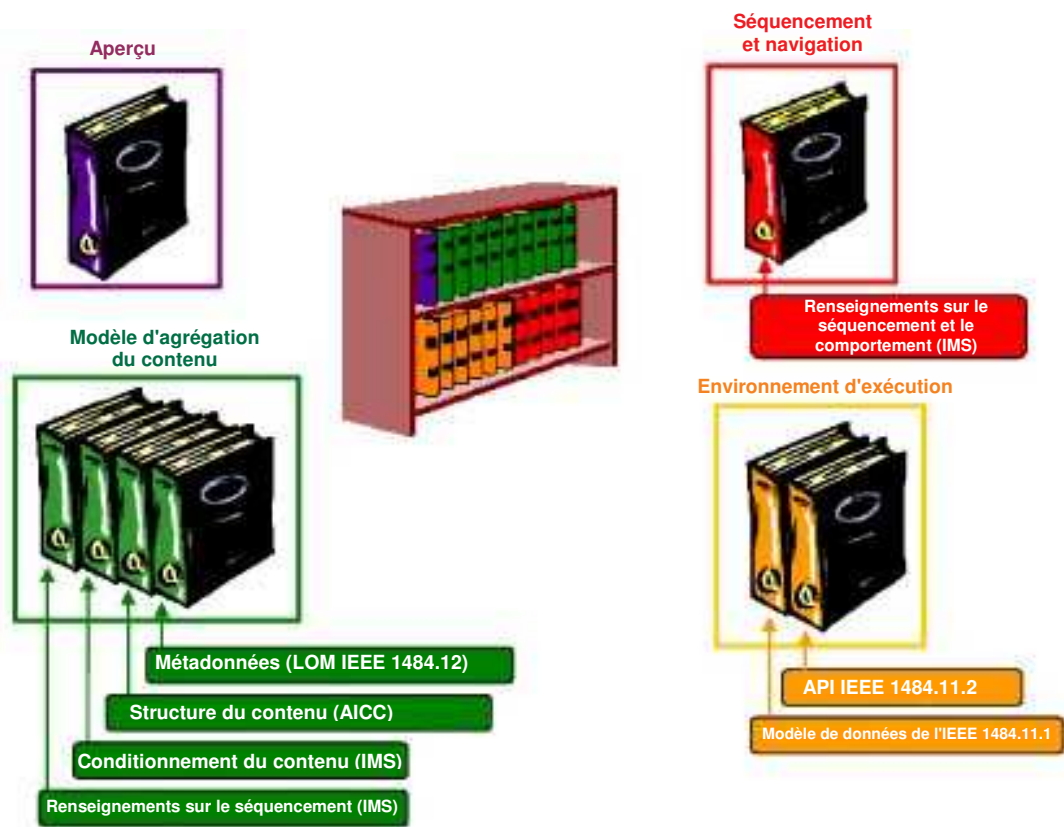 Aperçu
Séquencement
et navigation
Renseignements sur le
séquencement et le
comportement (IMS)
Modèle d'agrégation
du contenu
Environnement d'exécution
Métadonnées (LOM IEEE 1484.12)
Structure du contenu (AICC)
Conditionnement du contenu (IMS)
Renseignements sur le séquencement (IMS)
API IEEE 1484.11.2
Modèle de données de l'IEEE 1484.11.1